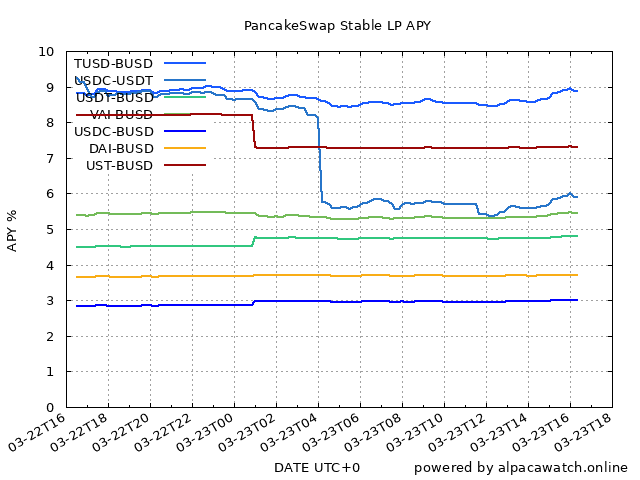 PancakeSwap Stable LP APY
TUSD-BUSD
USDC-USDT
USDT-BUSD
VAI-BUSD
USDC-BUSD
DAI-BUSD
UST-BUSD
APY %
10
9
8
7
6
5
4
3
2
1
0
03-22T16
03-22T18
03-22T20
03-22T22
03-23T00
03-23T02
03-23T04
03-23T06
03-23T08
03-23T10
03-23T12
03-23T14
03-23T16
03-23T18
DATE UTC+0
powered by alpacawatch.online